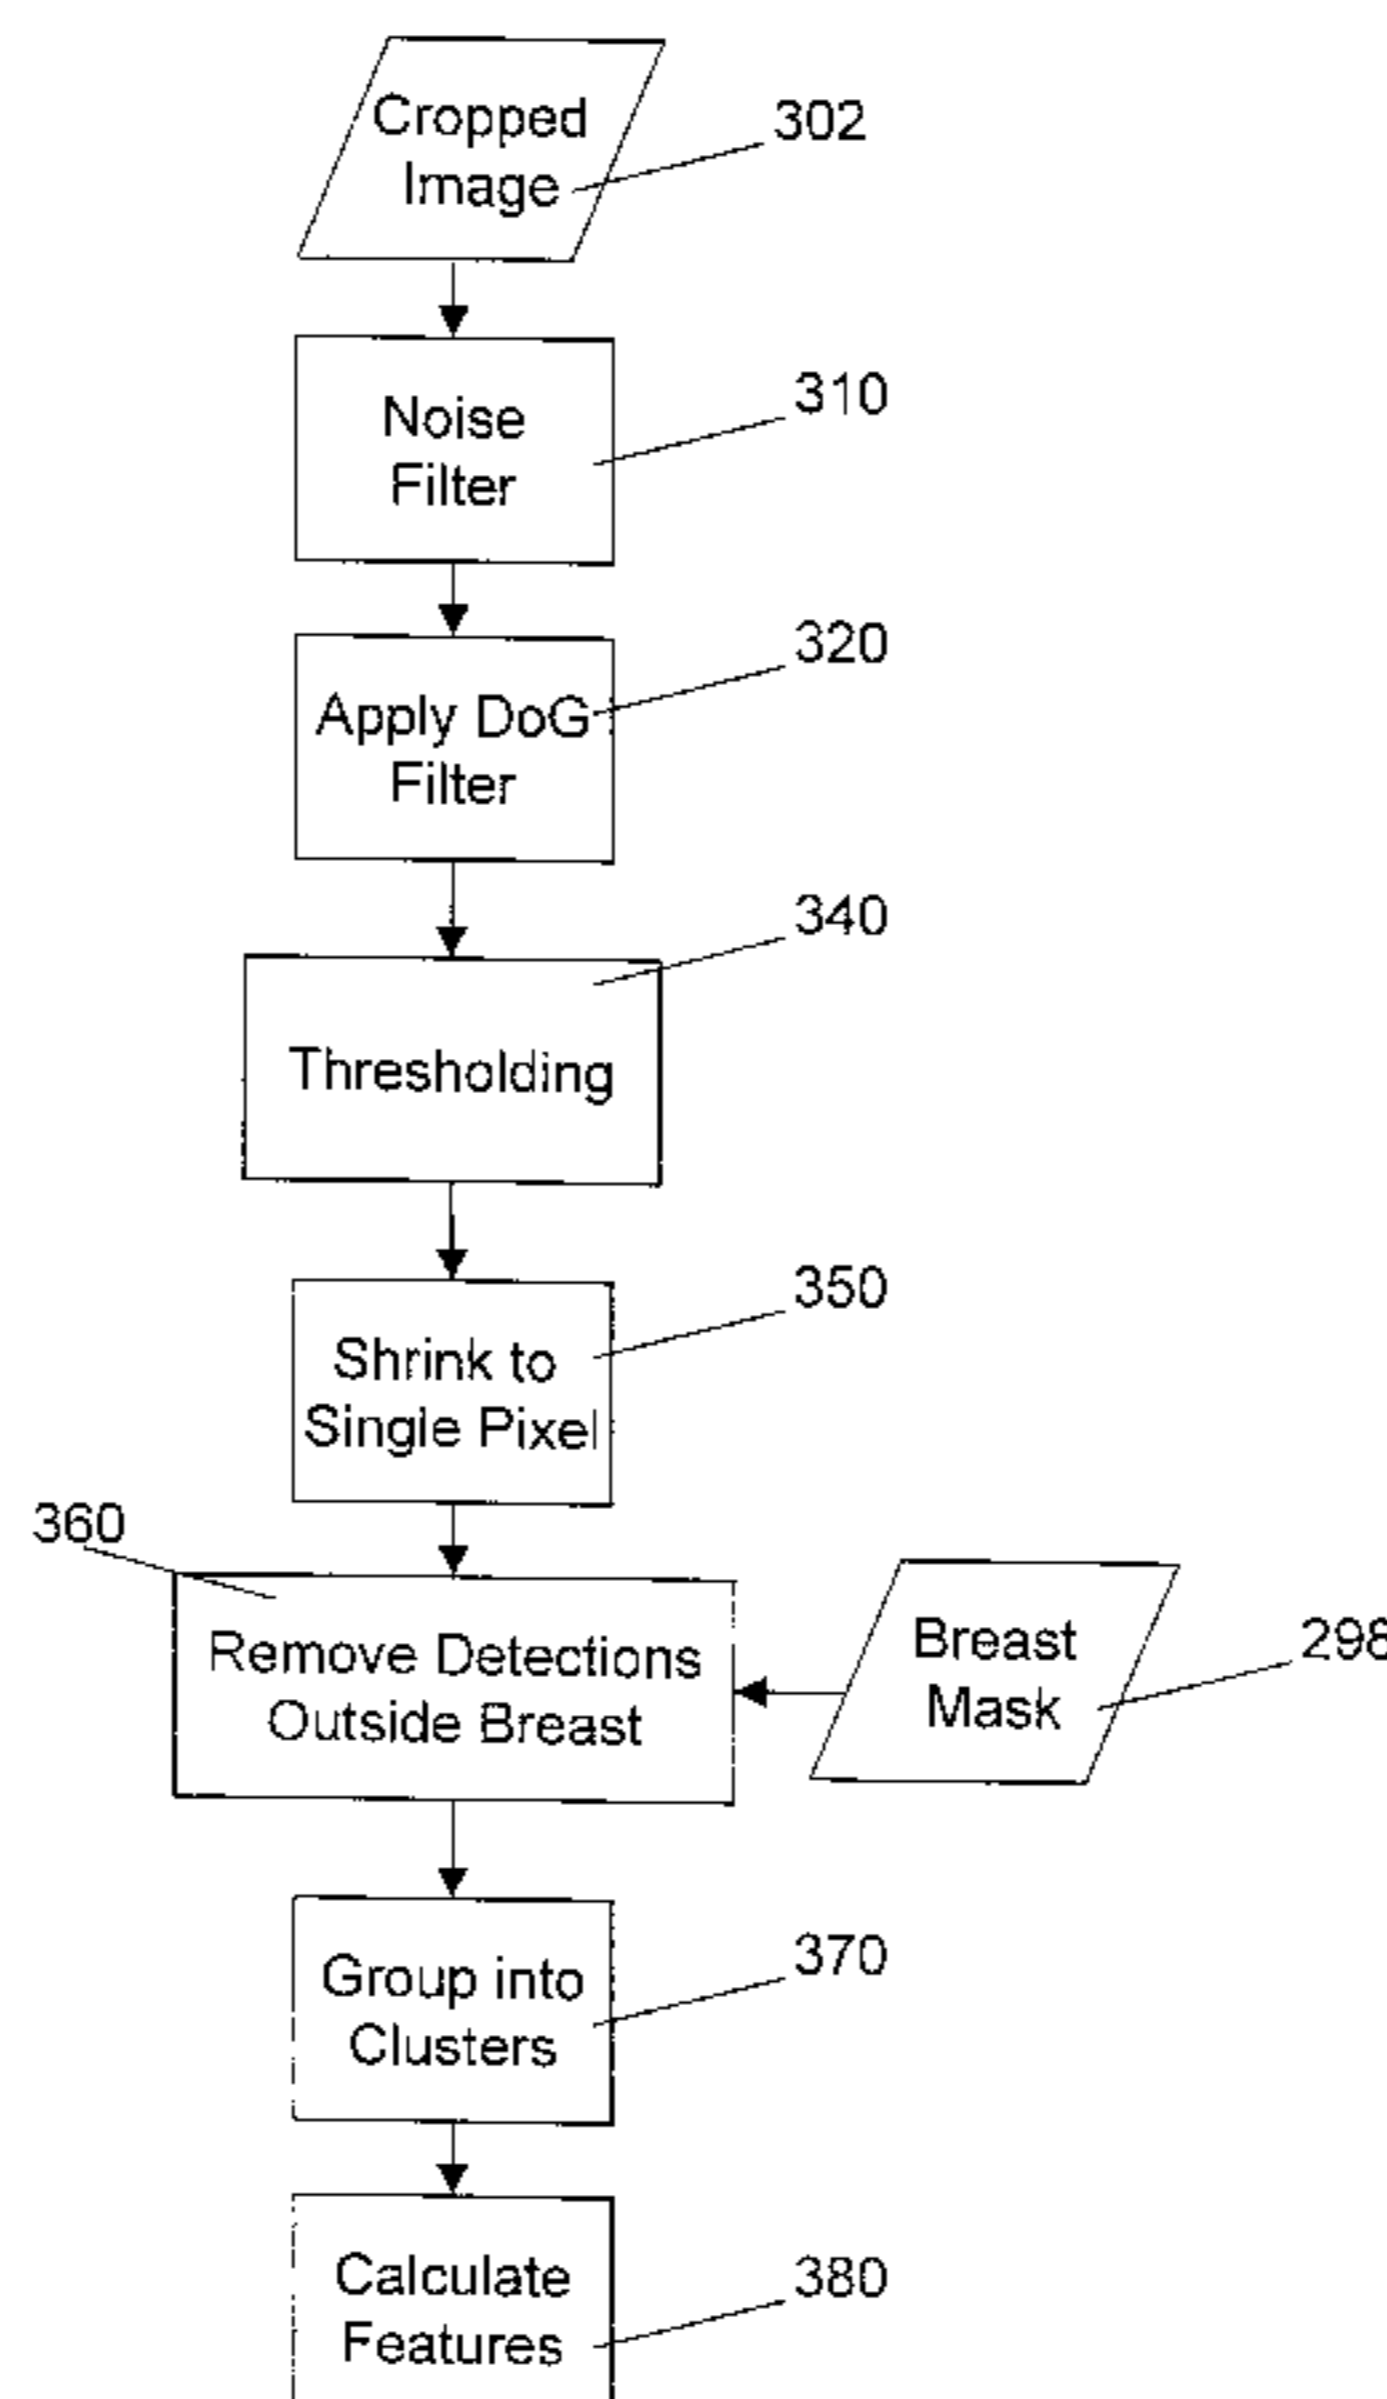 Cropped
Image
302
Noise
Filter
310
Apply DoG
Filter
320
Thresholding
340
Shrink to
Single Pixel
350
360
Remove Detections
Outside Breast
Breast
Mask
298
Group into
Clusters
370
Calculate
Features
380